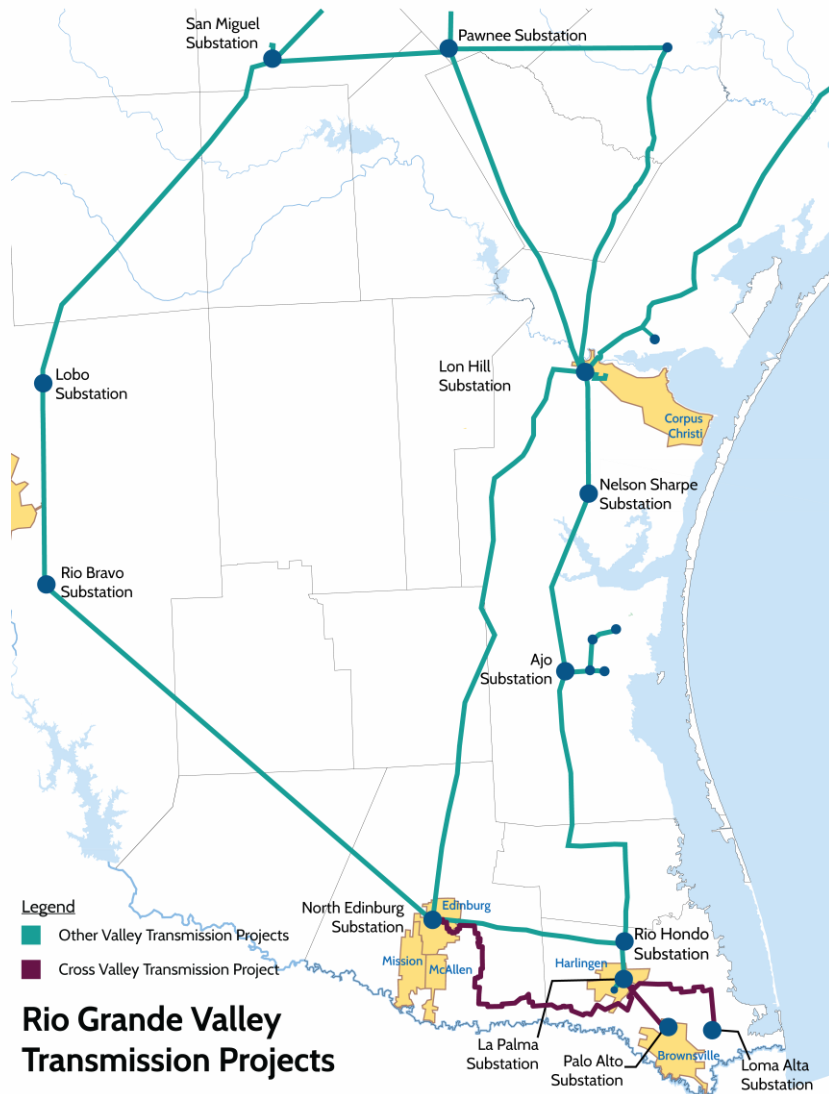 San Miguel
Substation
Pawnee Substation
Lobo
Substation
Lon Hill
Substation
Corpus
Christi
Nelson Sharpe
Substation
Rio Bravo
Substation
Ajo
Substation
North Edinburg
Substation
Edinburg
Mission
McAllen
Rio Hondo
Substation
Harlingen
La Palma
Substation
Palo Alto
Substation
Brownsville
Loma Alta
Substation
Legend
Other Valley Transmission Projects
Cross Valley Transmission Project
Rio Grande Valley
Transmission Projects